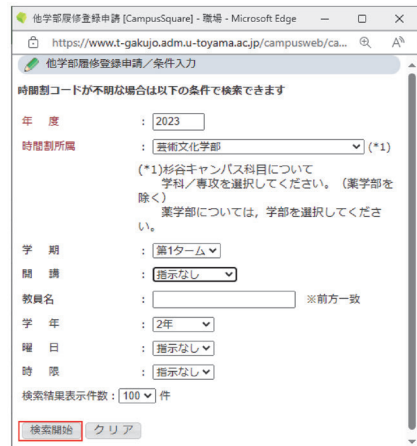 他学部履修登録申請 [CampusSquare] - 職場 - Microsoft Edge
https://www.t-gakujo.adm.u-toyama.ac.jp/campusweb/ca...
他学部履修登録申請／条件入力
時間割コードが不明な場合は以下の条件で検索できます
年 度 : 2023
時間割所属 : 芸術文化学部 (*1)
(*1)杉谷キャンパス科目について
学科／専攻を選択してください。（薬学部を
除く）
薬学部については，学部を選択してくださ
い。
学 期 : 第1ターム
開 講 : 指示なし
教員名 : ※前方一致
学 年 : 2年
曜 日 : 指示なし
時 限 : 指示なし
検索結果表示件数 : 100 件
検索開始 クリア